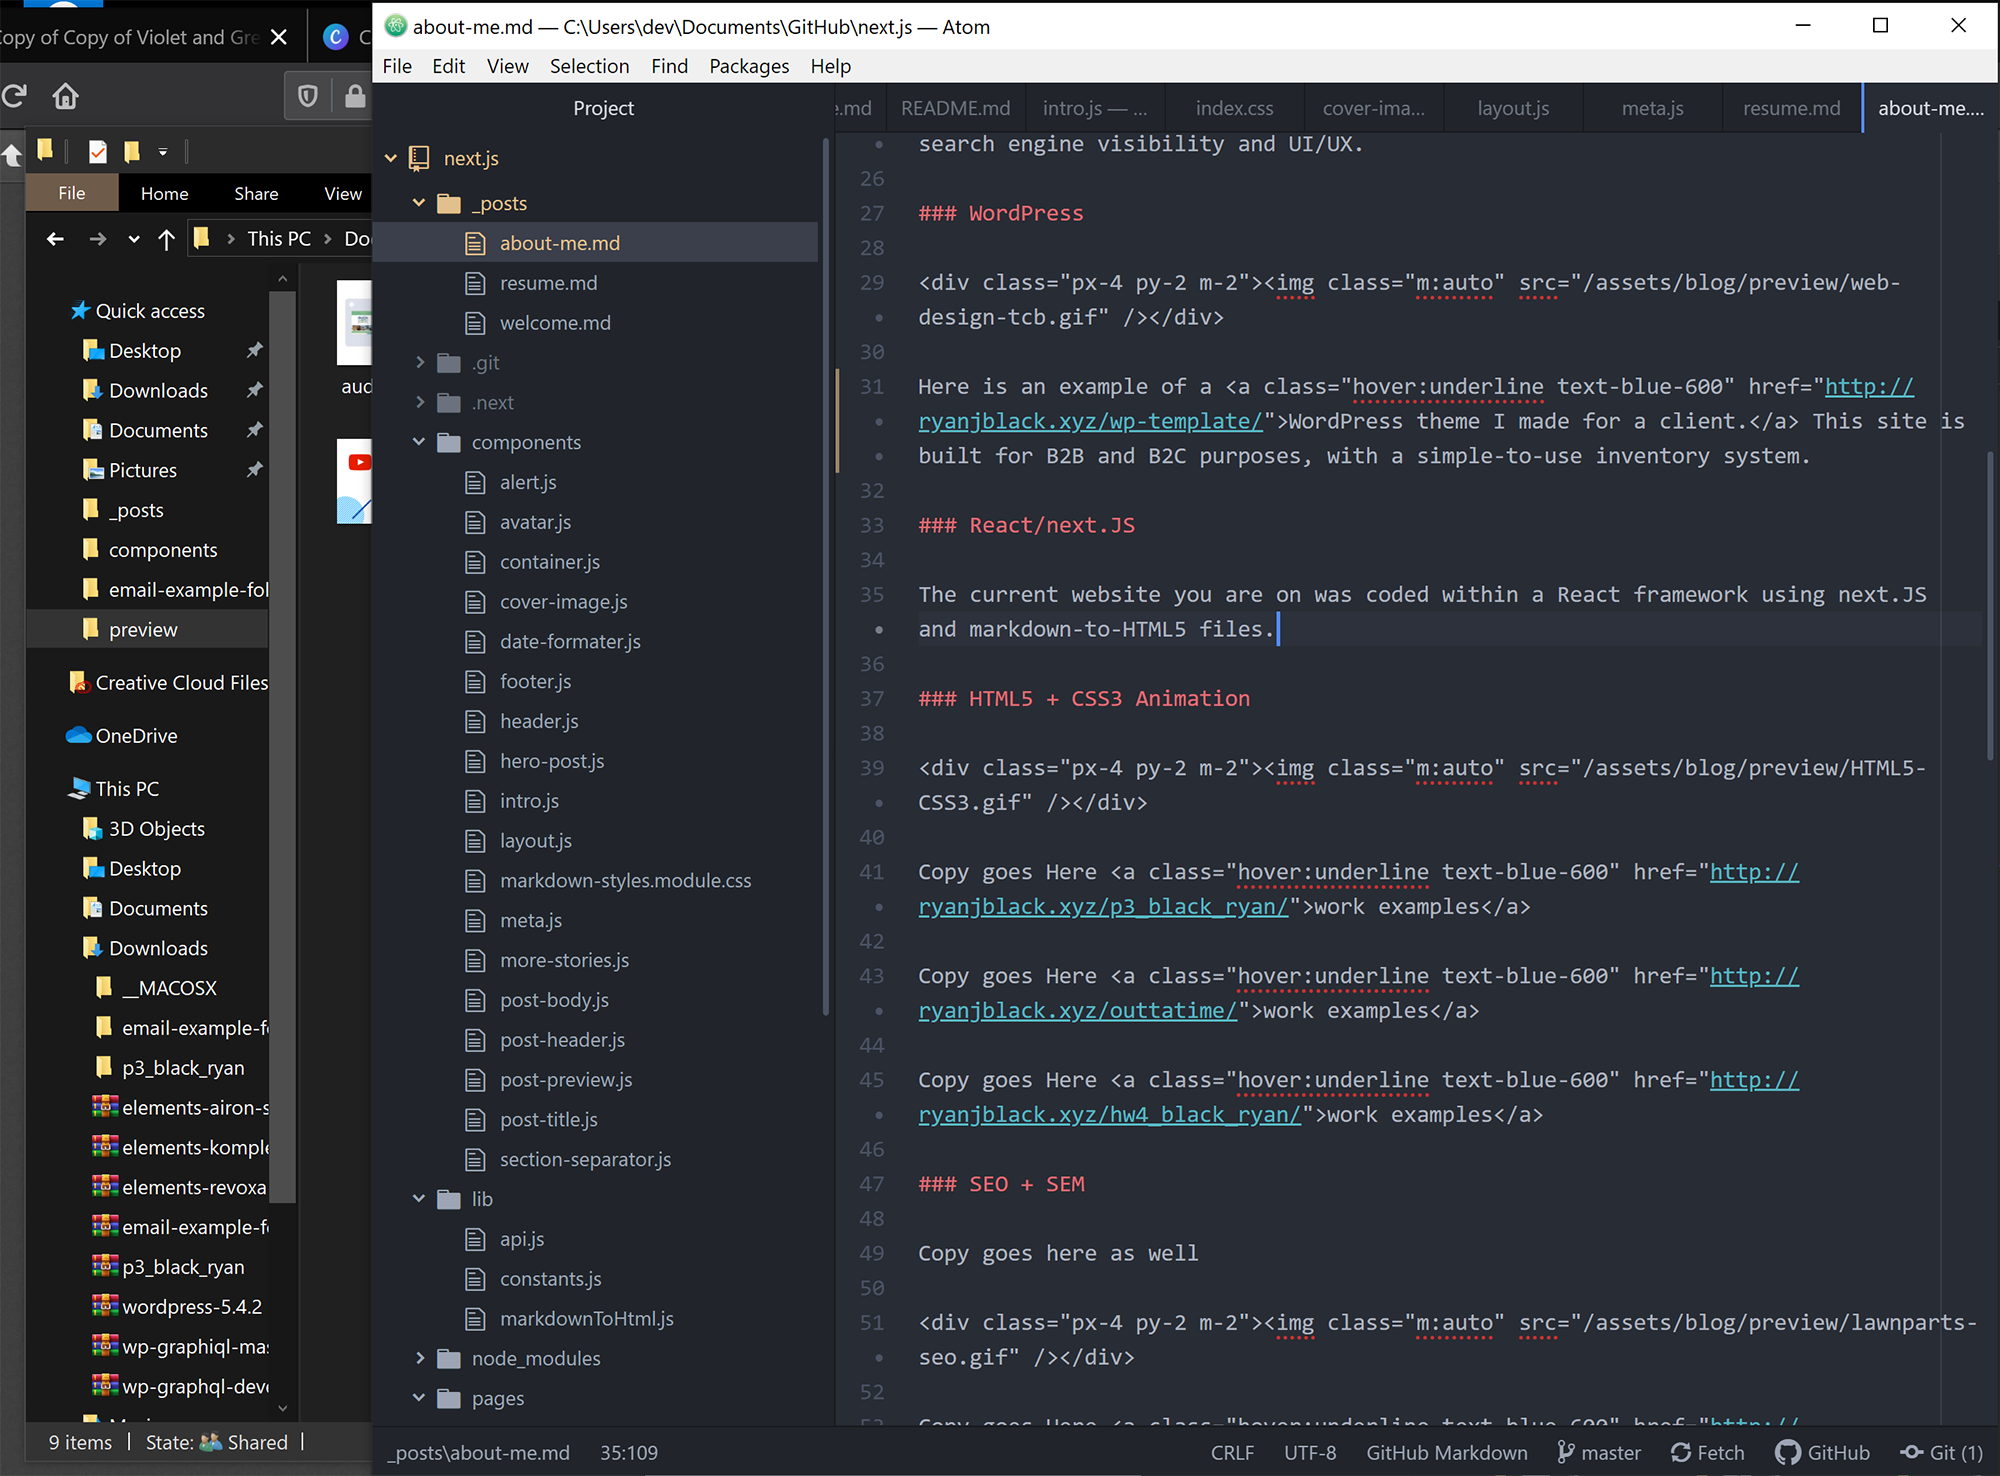 opy of Copy of Violet and Gre
C
File Home Share View
This PC Do
Quick access
Desktop
Downloads
Documents
Pictures
_posts
components
email-example-fol
preview
Creative Cloud Files
OneDrive
This PC
3D Objects
Desktop
Documents
Downloads
__MACOSX
email-example-f
p3_black_ryan
elements-airon-s
elements-komple
elements-revoxa
email-example-f
p3_black_ryan
wordpress-5.4.2
wp-graphiql-mas
wp-graphql-deve
9 items State: Shared
aud
about-me.md — C:\Users\dev\Documents\GitHub\next.js — Atom
File Edit View Selection Find Packages Help
Project
next.js
_posts
about-me.md
resume.md
welcome.md
.git
.next
components
alert.js
avatar.js
container.js
cover-image.js
date-formater.js
footer.js
header.js
hero-post.js
intro.js
layout.js
markdown-styles.module.css
meta.js
more-stories.js
post-body.js
post-header.js
post-preview.js
post-title.js
section-separator.js
lib
api.js
constants.js
markdownToHtml.js
node_modules
pages
e.md README.md intro.js — ... index.css cover-ima... layout.js meta.js resume.md about-me....
search engine visibility and UI/UX.
26
27 ### WordPress
28
29 <div class="px-4 py-2 m-2"><img class="m:auto" src="/assets/blog/preview/web-
design-tcb.gif" /></div>
30
31 Here is an example of a <a class="hover:underline text-blue-600" href="http://
ryanjblack.xyz/wp-template/">WordPress theme I made for a client.</a> This site is
built for B2B and B2C purposes, with a simple-to-use inventory system.
32
33 ### React/next.JS
34
35 The current website you are on was coded within a React framework using next.JS
and markdown-to-HTML5 files.
36
37 ### HTML5 + CSS3 Animation
38
39 <div class="px-4 py-2 m-2"><img class="m:auto" src="/assets/blog/preview/HTML5-
CSS3.gif" /></div>
40
41 Copy goes Here <a class="hover:underline text-blue-600" href="http://
ryanjblack.xyz/p3_black_ryan/">work examples</a>
42
43 Copy goes Here <a class="hover:underline text-blue-600" href="http://
ryanjblack.xyz/outtatime/">work examples</a>
44
45 Copy goes Here <a class="hover:underline text-blue-600" href="http://
ryanjblack.xyz/hw4_black_ryan/">work examples</a>
46
47 ### SEO + SEM
48
49 Copy goes here as well
50
51 <div class="px-4 py-2 m-2"><img class="m:auto" src="/assets/blog/preview/lawnparts-
seo.gif" /></div>
52
53 Copy goes Here <a class="hover:underline text-blue-600" href="http://
_posts\about-me.md 35:109 CRLF UTF-8 GitHub Markdown master Fetch GitHub Git (1)